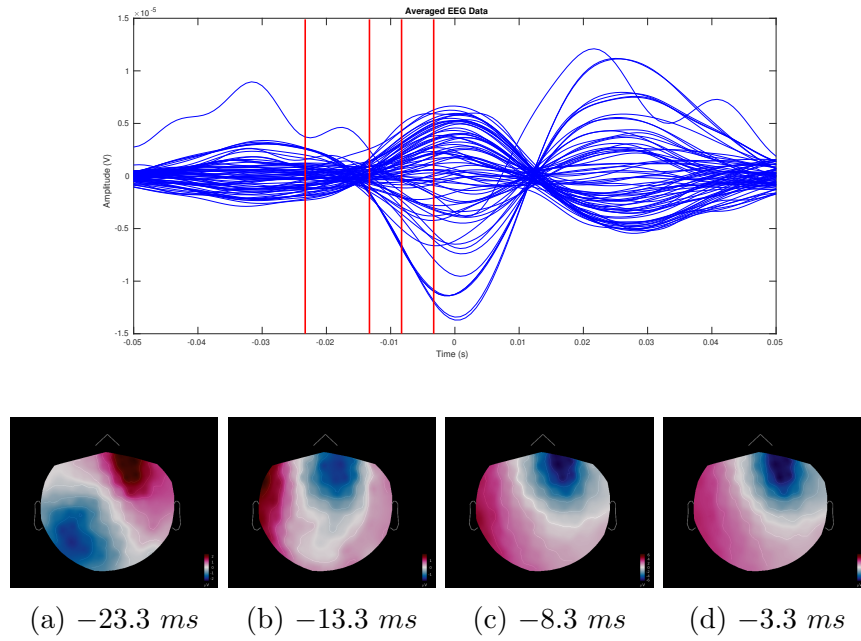 Averaged EEG Data
×10⁻⁵
1.5
1
0.5
0
-0.5
-1
-1.5
Amplitude (V)
-0.05 -0.04 -0.03 -0.02 -0.01 0 0.01 0.02 0.03 0.04 0.05
Time (s)
(a) −23.3 ms (b) −13.3 ms (c) −8.3 ms (d) −3.3 ms